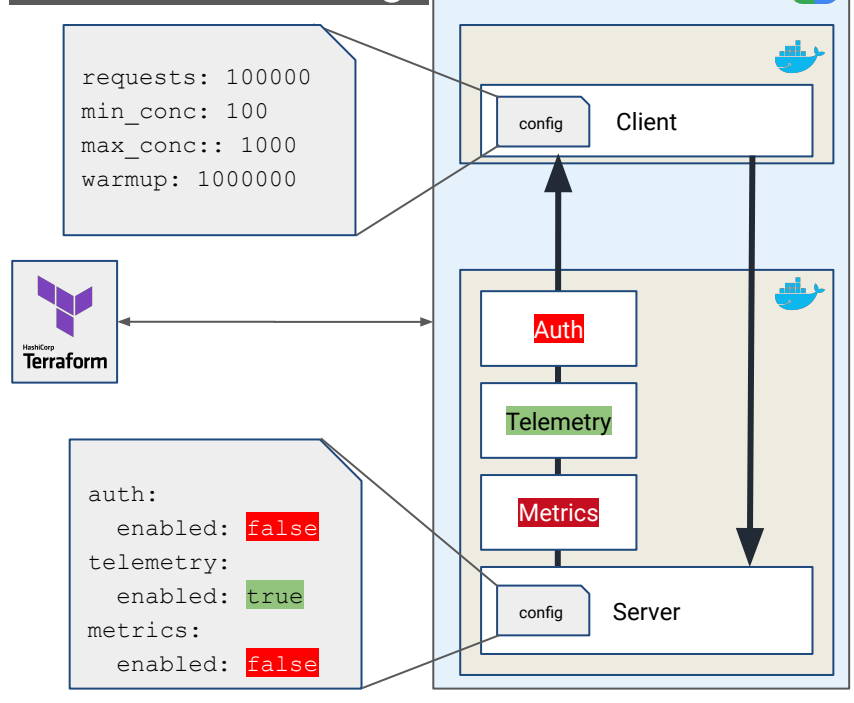 requests: 100000
min_conc: 100
max_conc:: 1000
warmup: 1000000
config
Client
HashiCorp
Terraform
Auth
Telemetry
Metrics
auth:
enabled: false
telemetry:
enabled: true
metrics:
enabled: false
config
Server